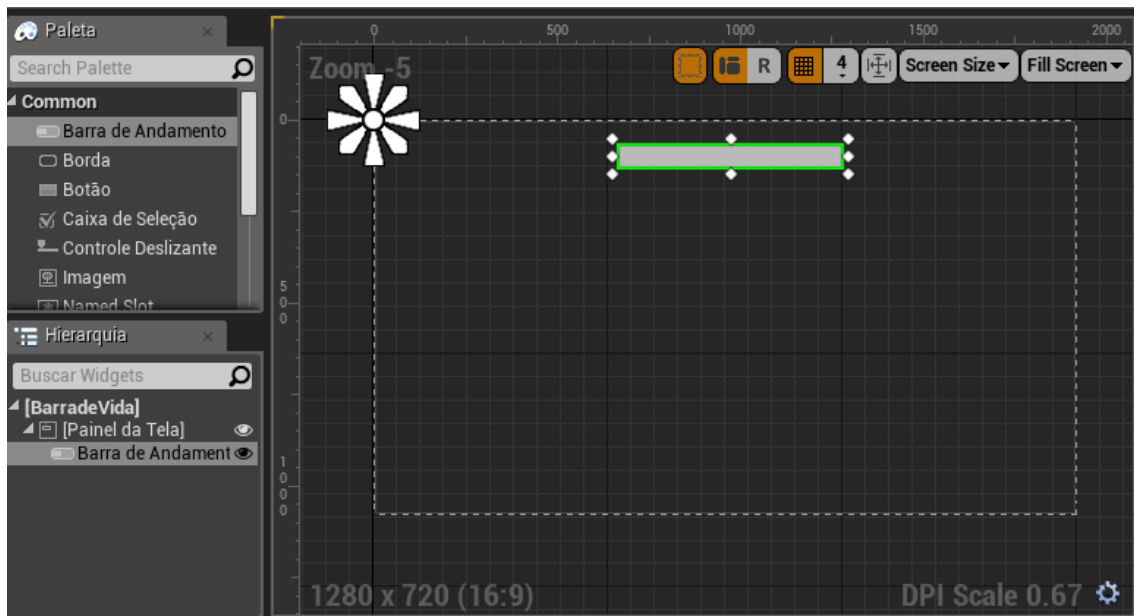 Paleta
Search Palette
Common
Barra de Andamento
Borda
Botão
Caixa de Seleção
Controle Deslizante
Imagem
Named Slot
Hierarquia
Buscar Widgets
[BarradeVida]
[Painel da Tela]
Barra de Andament
0 500 1000 1500 2000
Zoom -5
R 4 Screen Size Fill Screen
0
5
0
0
1
0
0
0
1280 x 720 (16:9)
DPI Scale 0.67